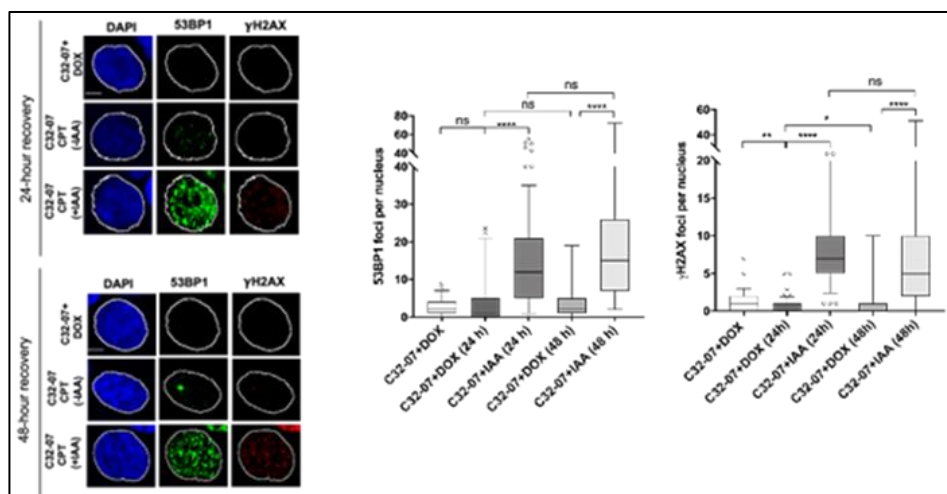 DAPI 53BP1 γH2AX
24-hour recovery
C32-07+ DOX
C32-07 CPT (-IAA)
C32-07 CPT (+IAA)
DAPI 53BP1 γH2AX
48-hour recovery
C32-07+ DOX
C32-07 CPT (-IAA)
C32-07 CPT (+IAA)
ns
ns
ns ****
****
53BP1 foci per nucleus
80
60
40
30
20
10
0
C32-07+DOX
C32-07+DOX (24 h)
C32-07+IAA (24 h)
C32-07+DOX (48 h)
C32-07+IAA (48 h)
ns
****
** ****
γH2AX foci per nucleus
60
40
20
15
10
5
0
C32-07+DOX
C32-07+DOX (24h)
C32-07+IAA (24h)
C32-07+DOX (48h)
C32-07+IAA (48h)